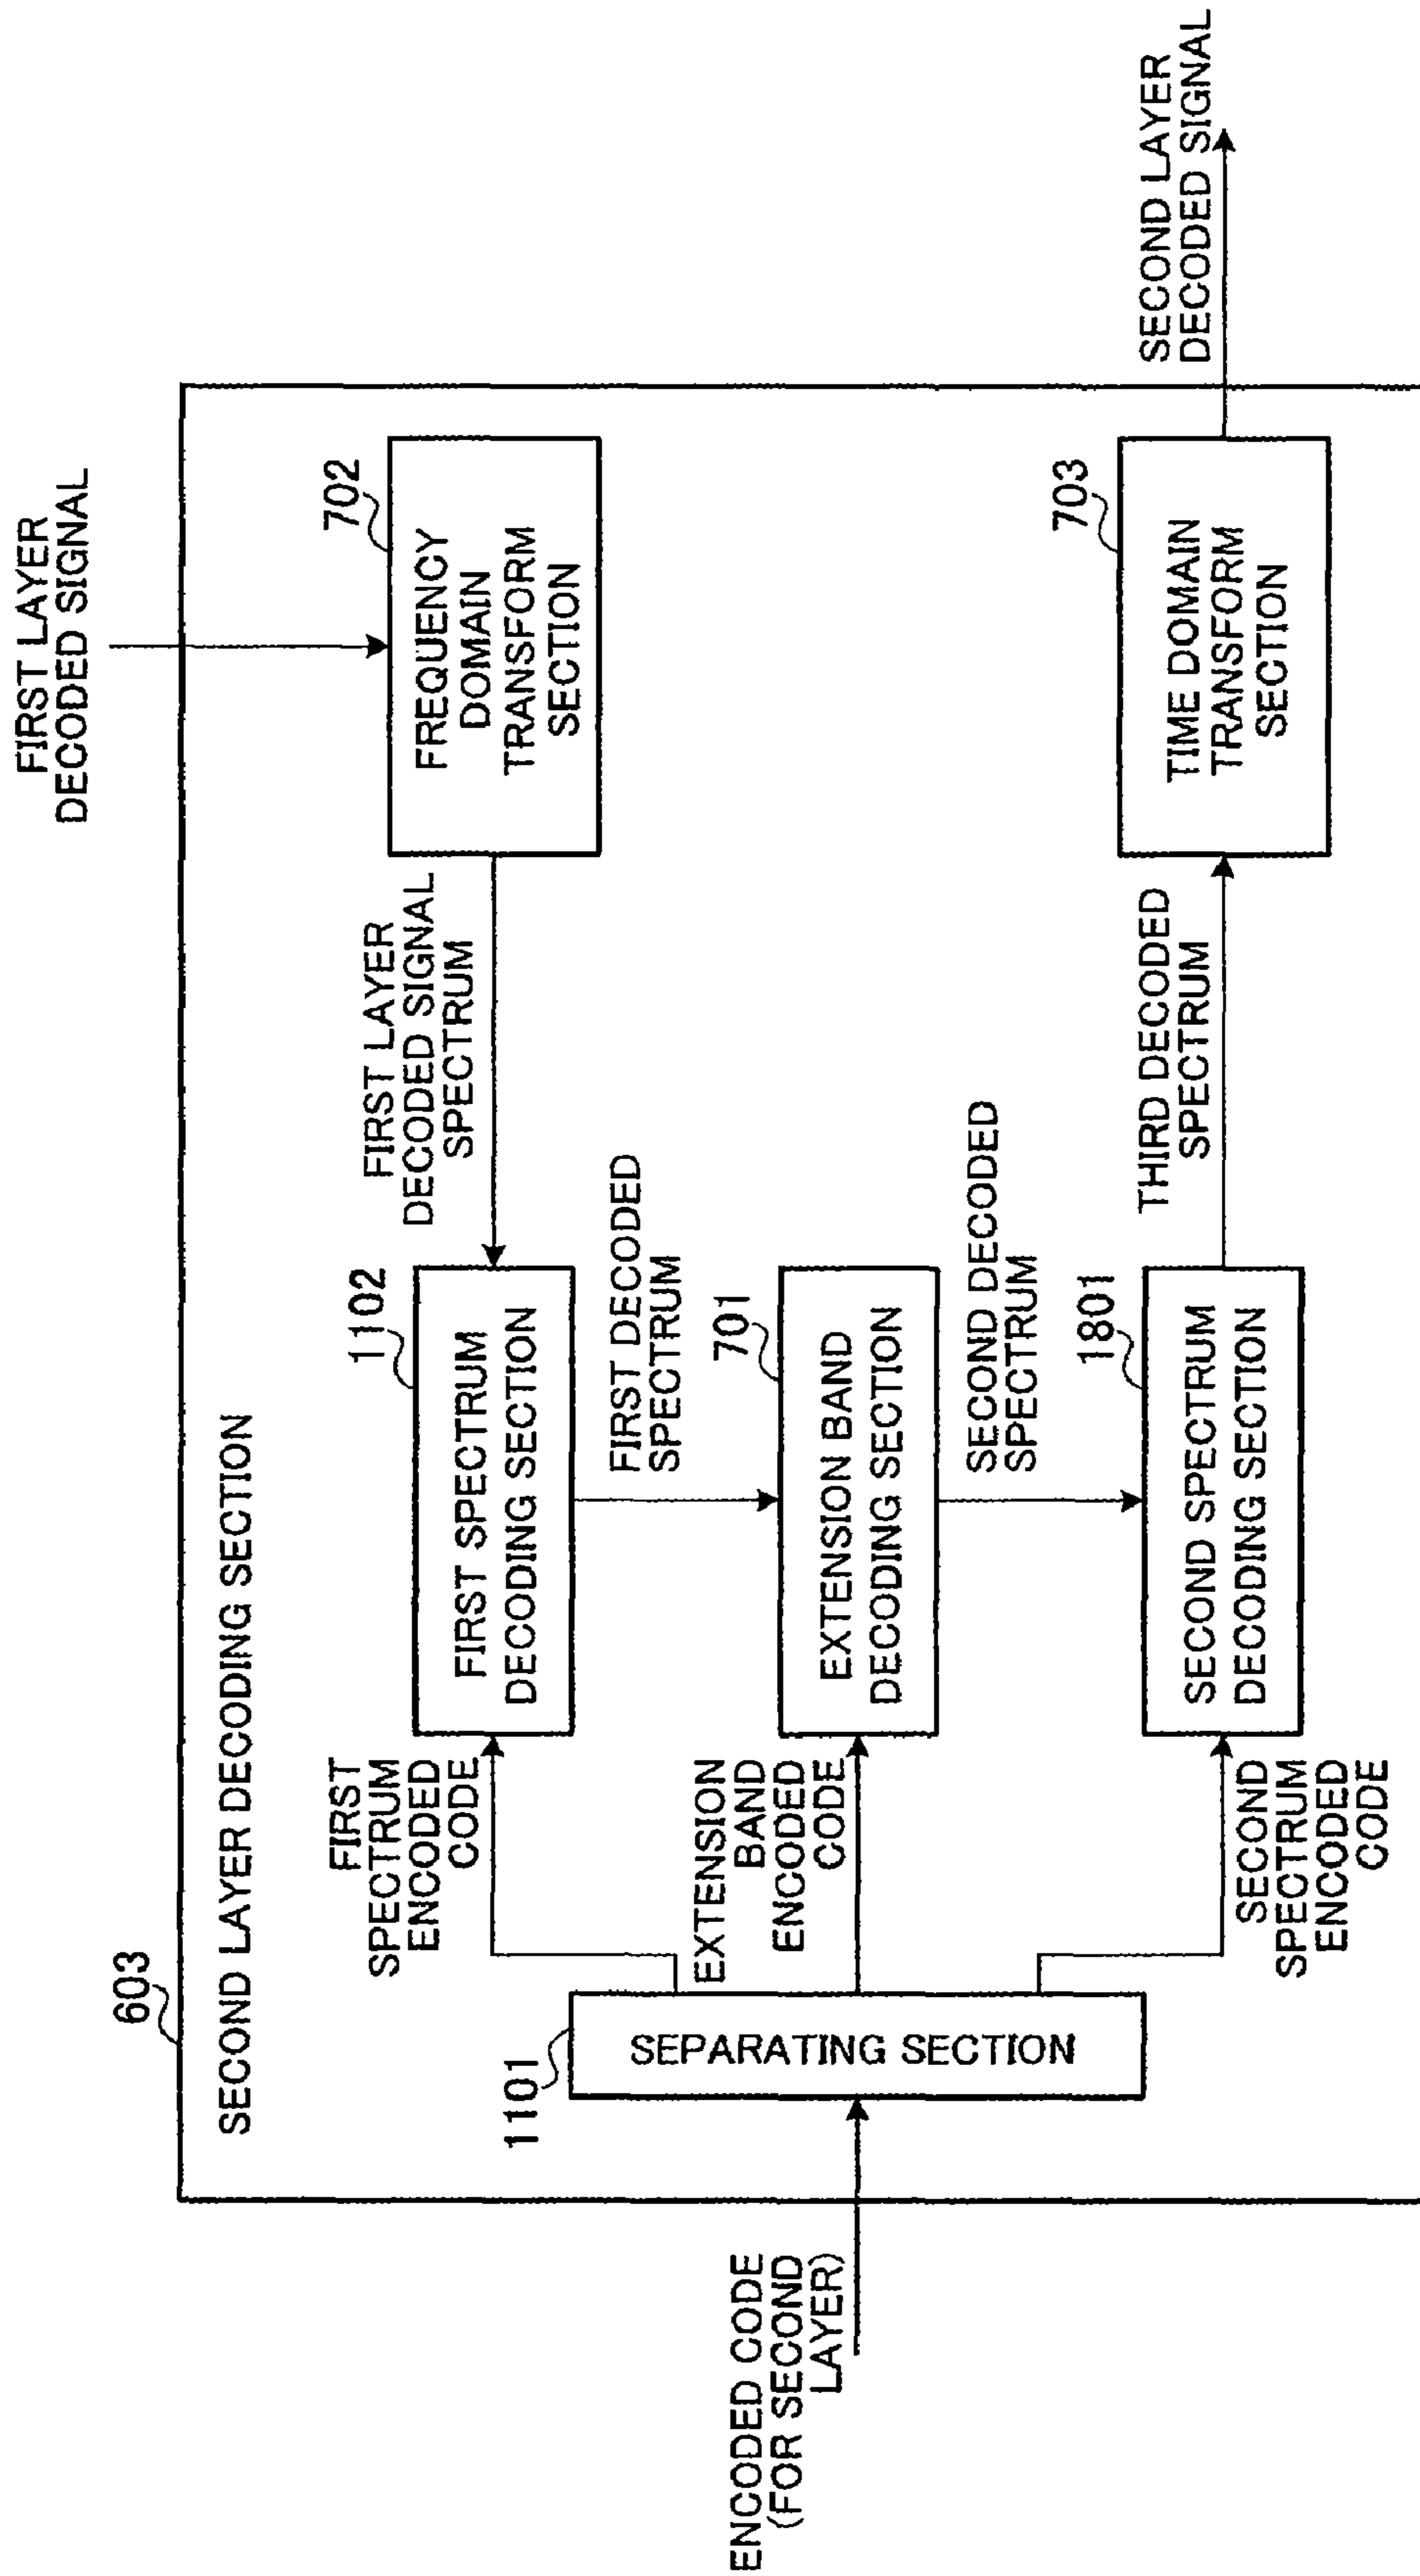 603
SECOND LAYER DECODING SECTION
FIRST LAYER
DECODED SIGNAL
702
FREQUENCY
DOMAIN
TRANSFORM
SECTION
FIRST LAYER
DECODED SIGNAL
SPECTRUM
1102
FIRST SPECTRUM
DECODING SECTION
FIRST
SPECTRUM
ENCODED
CODE
FIRST DECODED
SPECTRUM
701
EXTENSION BAND
DECODING SECTION
EXTENSION
BAND
ENCODED
CODE
1101
SEPARATING SECTION
ENCODED CODE
(FOR SECOND
LAYER)
SECOND DECODED
SPECTRUM
1801
SECOND SPECTRUM
DECODING SECTION
SECOND
SPECTRUM
ENCODED
CODE
THIRD DECODED
SPECTRUM
703
TIME DOMAIN
TRANSFORM
SECTION
SECOND LAYER
DECODED SIGNAL